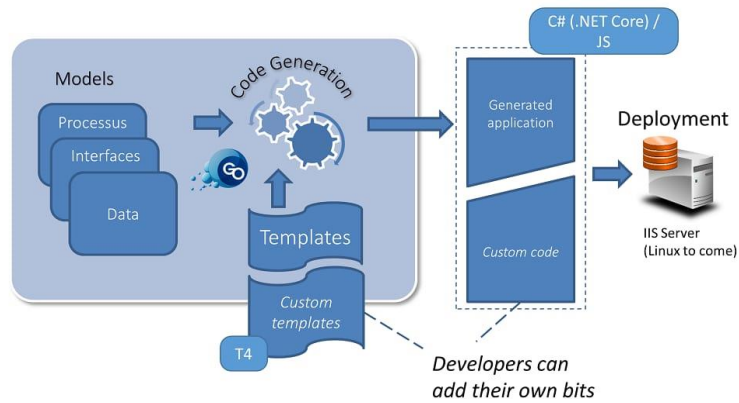 C# (.NET Core) /
JS
Models
Code Generation
Processus
Interfaces
Data
GO
Templates
Custom
templates
T4
Generated
application
Custom code
Deployment
IIS Server
(Linux to come)
Developers can
add their own bits